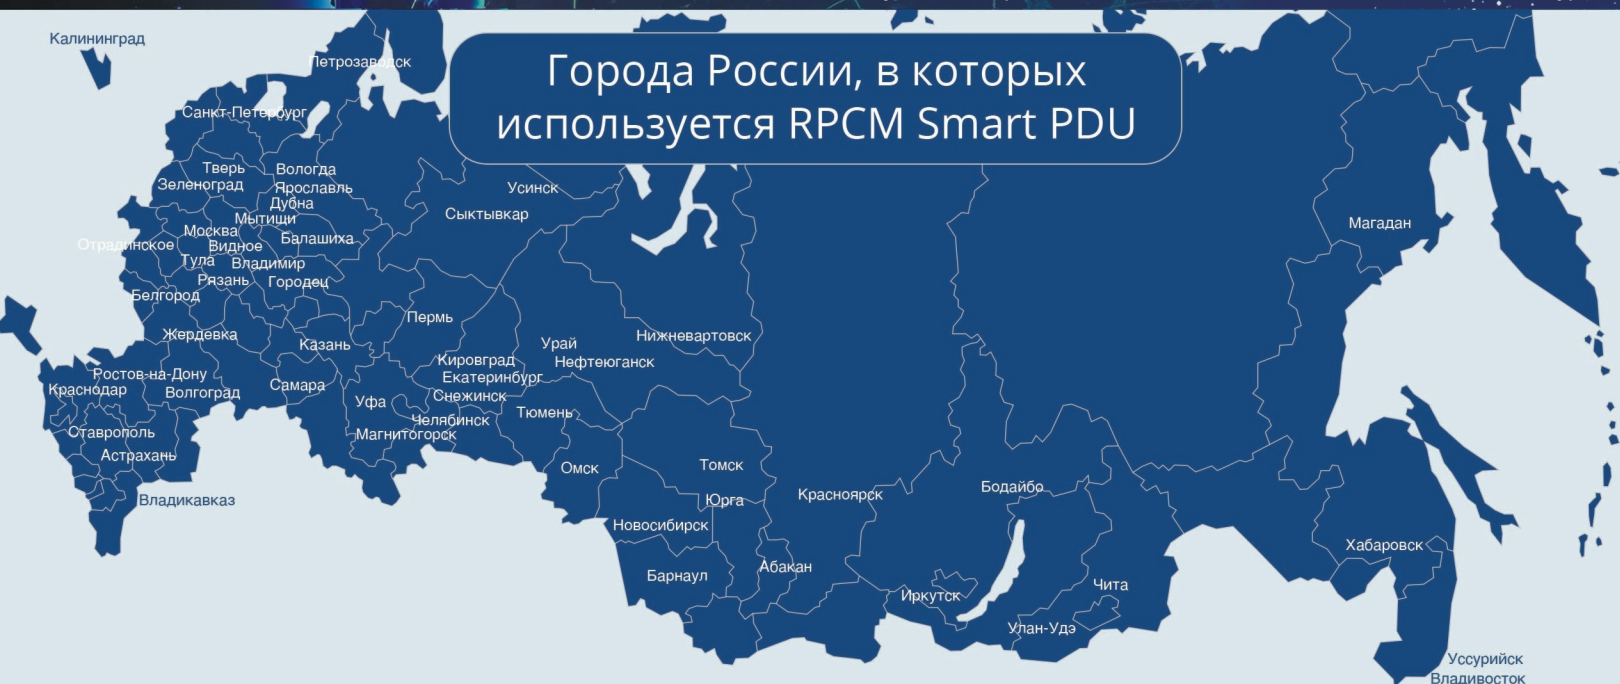 Города России, в которых
используется RPCM Smart PDU
Калининград
Петрозаводск
Санкт-Петербург
Тверь
Вологда
Зеленоград
Ярославль
Дубна
Мытищи
Москва
Балашиха
Отрадинское
Видное
Тула
Владимир
Рязань
Городец
Белгород
Жердевка
Казань
Пермь
Усинск
Сыктывкар
Ростов-на-Дону
Краснодар
Волгоград
Самара
Ставрополь
Астрахань
Владикавказ
Уфа
Кировград
Екатеринбург
Снежинск
Челябинск
Магнитогорск
Тюмень
Урай
Нефтеюганск
Нижневартовск
Омск
Томск
Юрга
Новосибирск
Барнаул
Абакан
Красноярск
Бодайбо
Иркутск
Улан-Удэ
Чита
Магадан
Хабаровск
Уссурийск
Владивосток